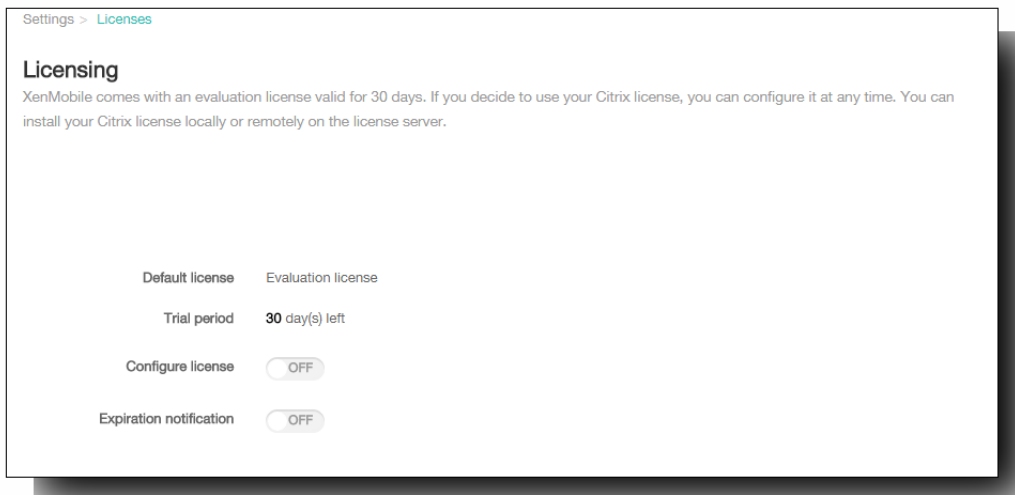 Settings > Licenses
Licensing
XenMobile comes with an evaluation license valid for 30 days. If you decide to use your Citrix license, you can configure it at any time. You can
install your Citrix license locally or remotely on the license server.
Default license Evaluation license
Trial period 30 day(s) left
Configure license OFF
Expiration notification OFF